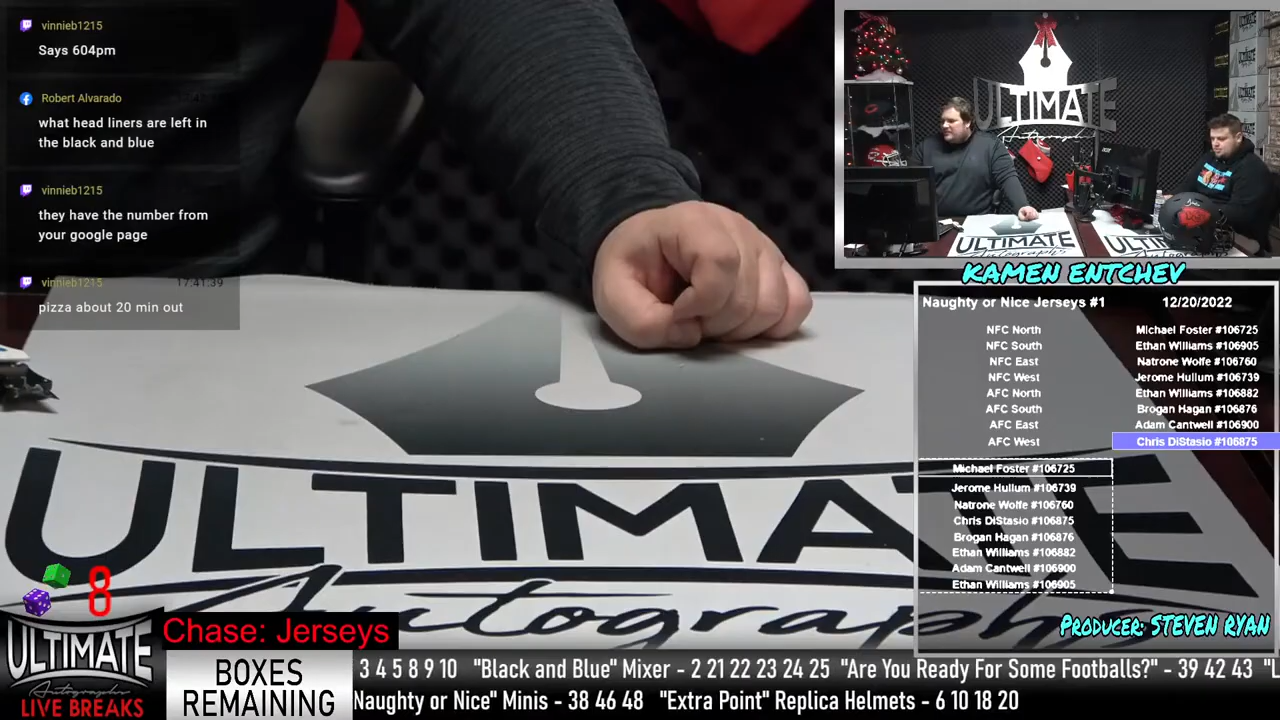 vinnieb1215
Says 604pm
Robert Alvarado
what head liners are left in
the black and blue
vinnieb1215
they have the number from
your google page
vinnieb1215 17:41:39
pizza about 20 min out
ULTIMATE
Autographs
ULTIMATE
Autographs
KAMEN ENTCHEV
Naughty or Nice Jerseys #1 12/20/2022
NFC North Michael Foster #106725
NFC South Ethan Williams #106905
NFC East Natrone Wolfe #106760
NFC West Jerome Hullum #106739
AFC North Ethan Williams #106882
AFC South Brogan Hagan #106876
AFC East Adam Cantwell #106900
AFC West Chris DiStasio #106875
Michael Foster #106725
Jerome Hullum #106739
Natrone Wolfe #106760
Chris DiStasio #106875
Brogan Hagan #106876
Ethan Williams #106882
Adam Cantwell #106900
Ethan Williams #106905
PRODUCER: STEVEN RYAN
ULTIMATE
Autographs
8
Chase: Jerseys
ULTIMATE
Autographs
LIVE BREAKS
BOXES
REMAINING
3 4 5 8 9 10 "Black and Blue" Mixer - 2 21 22 23 24 25 "Are You Ready For Some Footballs?" - 39 42 43 "L
Naughty or Nice" Minis - 38 46 48 "Extra Point" Replica Helmets - 6 10 18 20